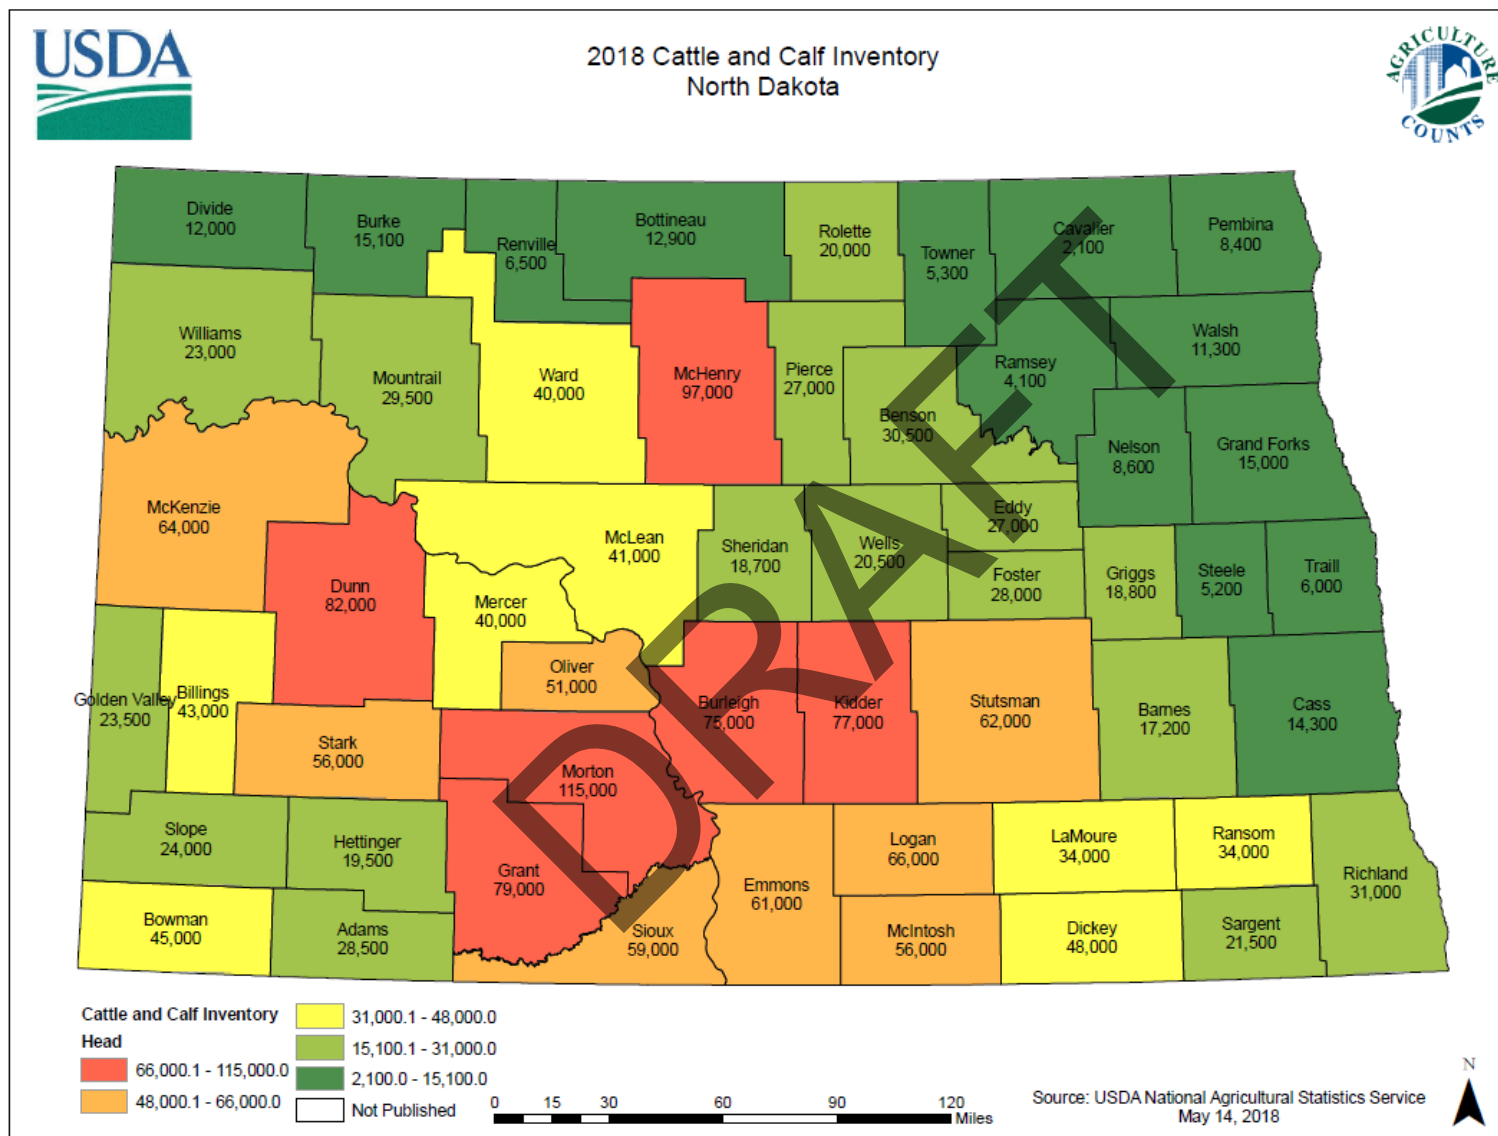 USDA
2018 Cattle and Calf Inventory
North Dakota
AGRICULTURE
COUNTS
Divide
12,000
Burke
15,100
Renville
6,500
Bottineau
12,900
Rolette
20,000
Towner
5,300
Cavalier
2,100
Pembina
8,400
Williams
23,000
Mountrail
29,500
Ward
40,000
McHenry
97,000
Pierce
27,000
Benson
30,500
Ramsey
4,100
Walsh
11,300
Nelson
8,600
Grand Forks
15,000
McKenzie
64,000
Dunn
82,000
McLean
41,000
Mercer
40,000
Sheridan
18,700
Wells
20,500
Eddy
27,000
Foster
28,000
Griggs
18,800
Steele
5,200
Traill
6,000
Golden Valley
23,500
Billings
43,000
Oliver
51,000
Stark
56,000
Burleigh
75,000
Kidder
77,000
Stutsman
62,000
Barnes
17,200
Cass
14,300
Morton
115,000
Slope
24,000
Hettinger
19,500
Grant
79,000
Logan
66,000
LaMoure
34,000
Ransom
34,000
Richland
31,000
Bowman
45,000
Adams
28,500
Sioux
59,000
Emmons
61,000
McIntosh
56,000
Dickey
48,000
Sargent
21,500
DRAFT
Cattle and Calf Inventory
Head
66,000.1 - 115,000.0
48,000.1 - 66,000.0
31,000.1 - 48,000.0
15,100.1 - 31,000.0
2,100.0 - 15,100.0
Not Published
0 15 30 60 90 120
Miles
Source: USDA National Agricultural Statistics Service
May 14, 2018
N